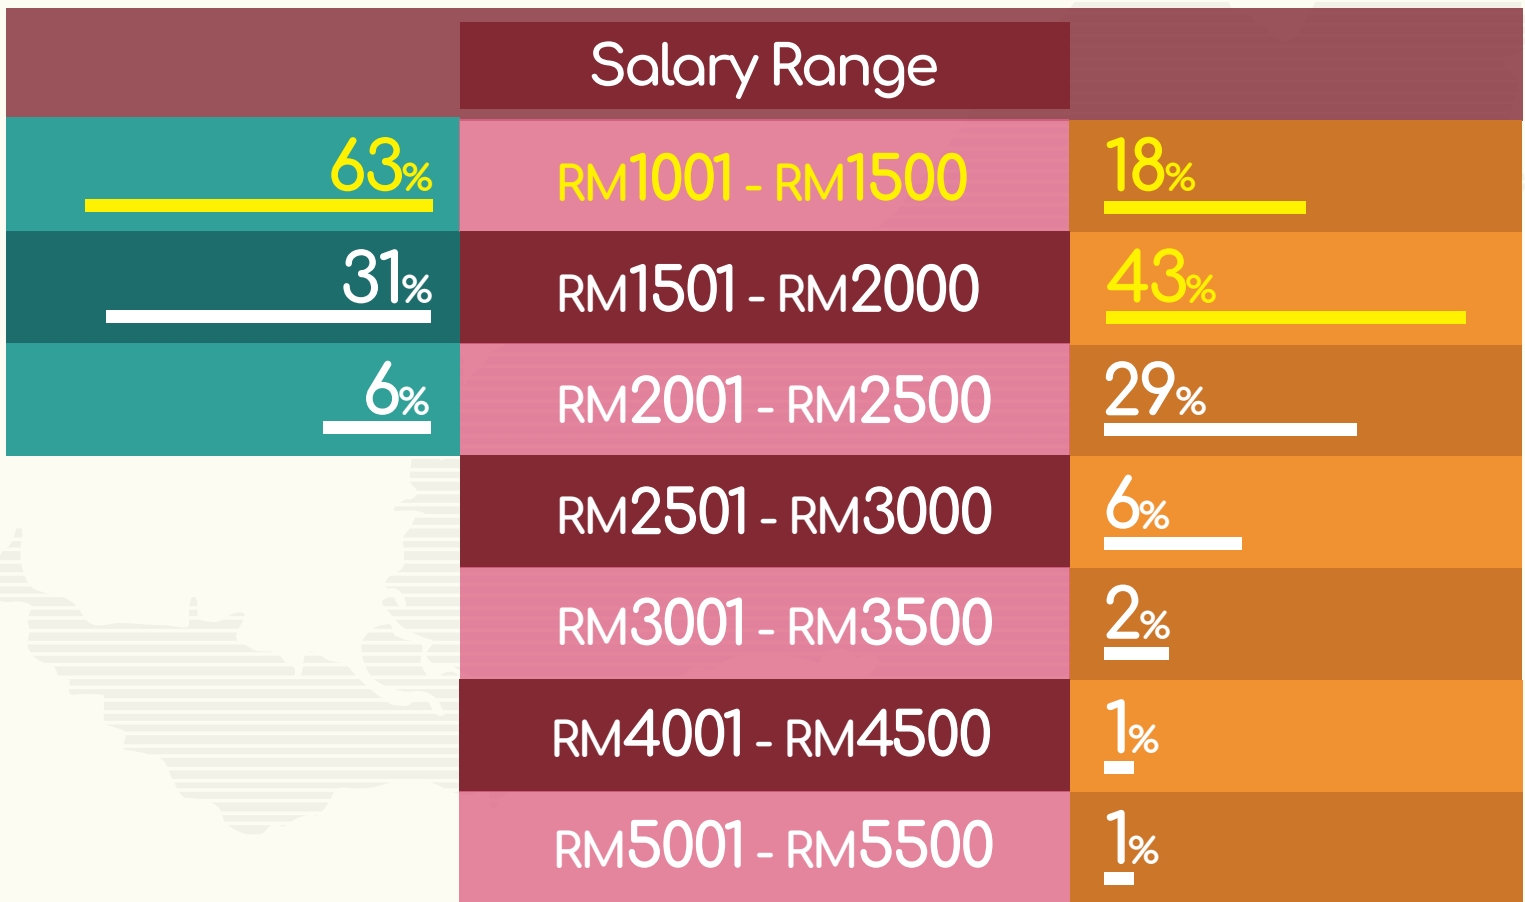 Salary Range
63% RM1001 - RM1500 18%
31% RM1501 - RM2000 43%
6% RM2001 - RM2500 29%
RM2501 - RM3000 6%
RM3001 - RM3500 2%
RM4001 - RM4500 1%
RM5001 - RM5500 1%